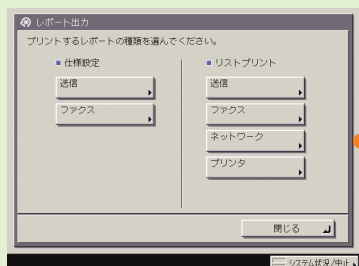 レポート出力
プリントするレポートの種類を選んでください。
仕様設定
送信
ファクス
リストプリント
送信
ファクス
ネットワーク
プリンタ
閉じる
システム状況/中止